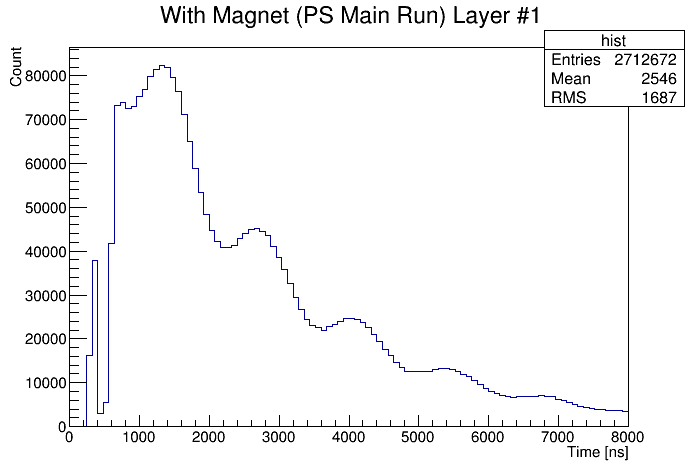 With Magnet (PS Main Run) Layer #1
hist
Entries 2712672
Mean 2546
RMS 1687
Count
80000
70000
60000
50000
40000
30000
20000
10000
0
0 1000 2000 3000 4000 5000 6000 7000 8000
Time [ns]